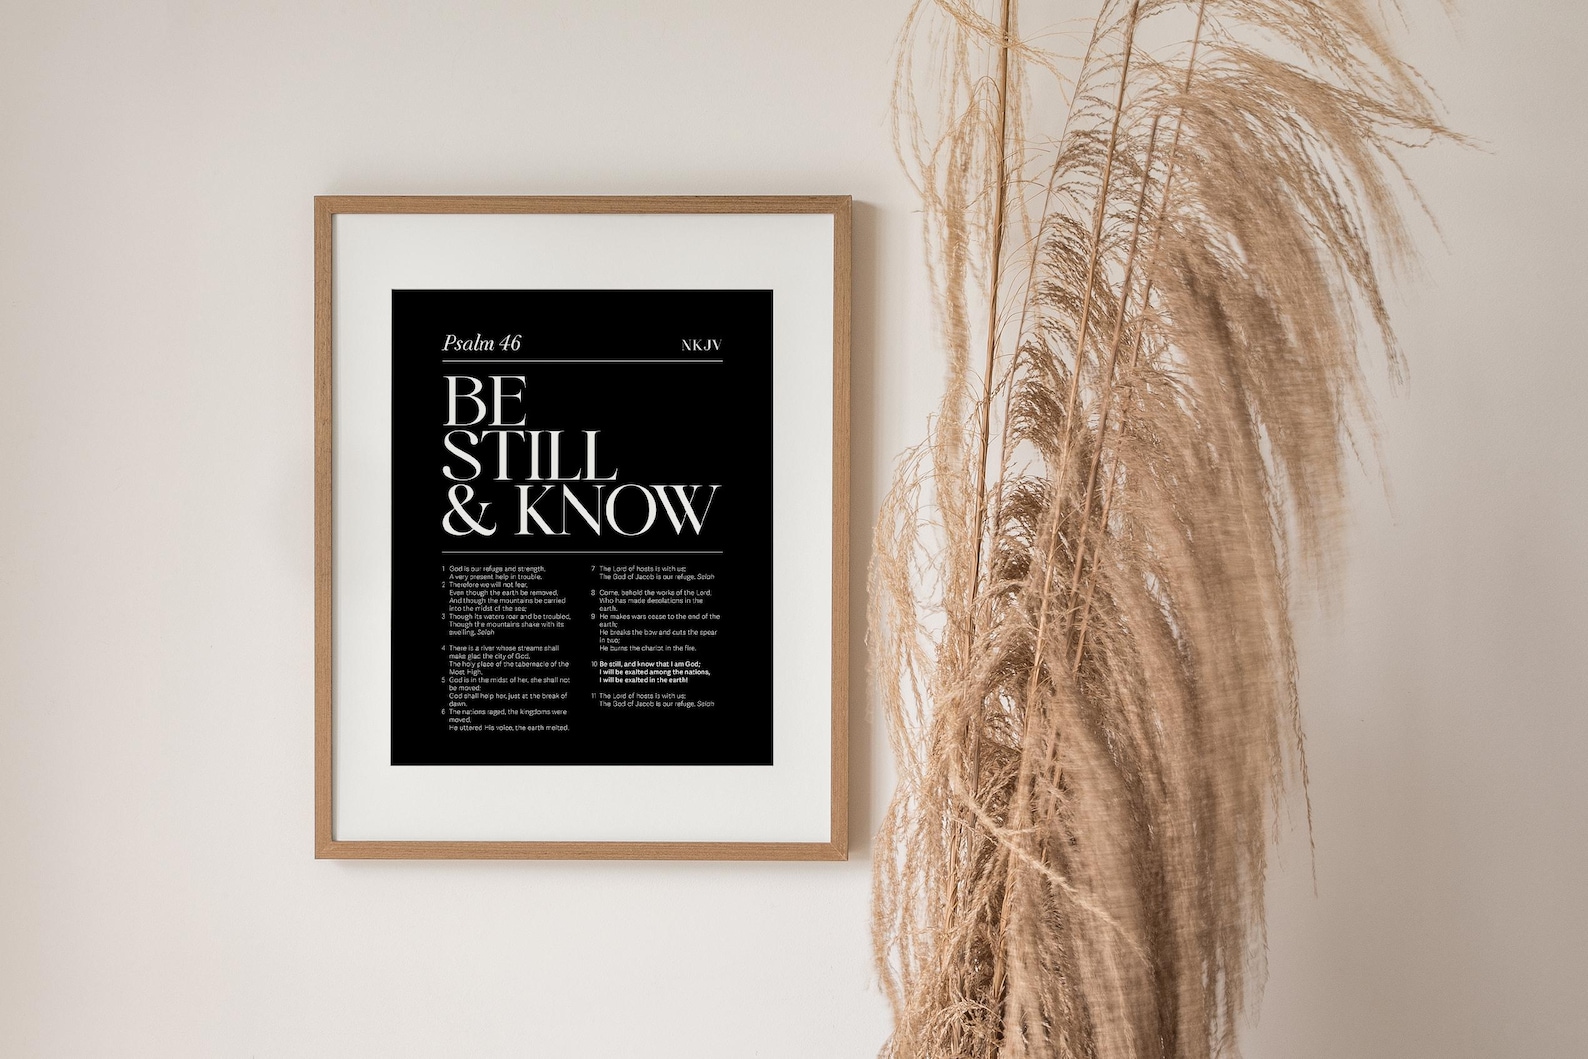 Psalm 46
NKJV
BE
STILL
& KNOW
1 God is our refuge and strength,
A very present help in trouble.
2 Therefore we will not fear,
Even though the earth be removed,
And though the mountains be carried
into the midst of the sea;
3 Though its waters roar and be troubled,
Though the mountains shake with its
swelling. Selah
4 There is a river whose streams shall
make glad the city of God,
The holy place of the tabernacle of the
Most High.
5 God is in the midst of her, she shall not
be moved;
God shall help her, just at the break of
dawn.
6 The nations raged, the kingdoms were
moved;
He uttered His voice, the earth melted.
7 The Lord of hosts is with us;
The God of Jacob is our refuge. Selah
8 Come, behold the works of the Lord,
Who has made desolations in the
earth.
9 He makes wars cease to the end of the
earth;
He breaks the bow and cuts the spear
in two;
He burns the chariot in the fire.
10 Be still, and know that I am God;
I will be exalted among the nations,
I will be exalted in the earth!
11 The Lord of hosts is with us;
The God of Jacob is our refuge. Selah